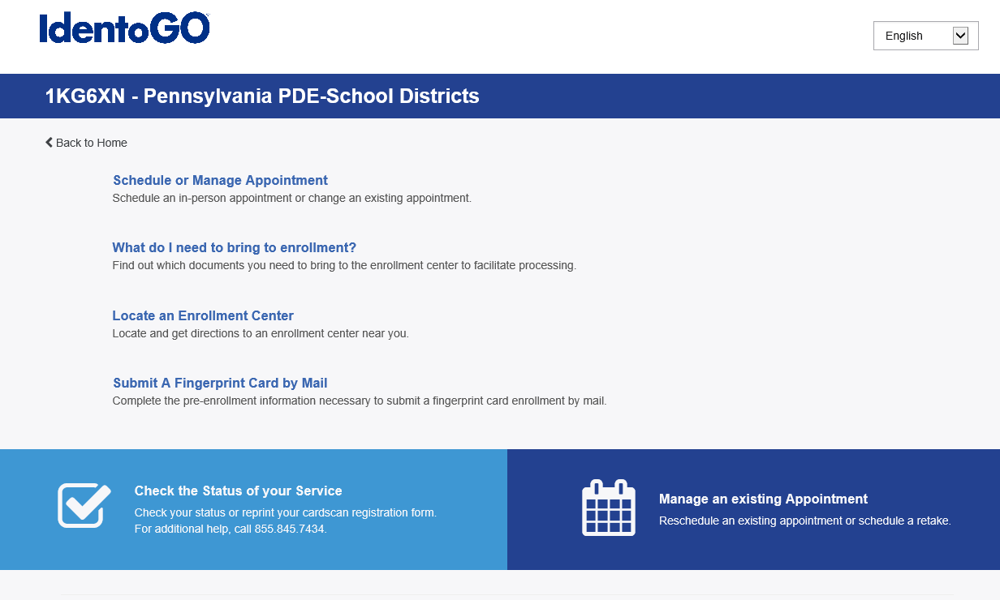 IdentoGO
English
1KG6XN - Pennsylvania PDE-School Districts
Back to Home
Schedule or Manage Appointment
Schedule an in-person appointment or change an existing appointment.
What do I need to bring to enrollment?
Find out which documents you need to bring to the enrollment center to facilitate processing.
Locate an Enrollment Center
Locate and get directions to an enrollment center near you.
Submit A Fingerprint Card by Mail
Complete the pre-enrollment information necessary to submit a fingerprint card enrollment by mail.
Check the Status of your Service
Check your status or reprint your cardscan registration form.
For additional help, call 855.845.7434.
Manage an existing Appointment
Reschedule an existing appointment or schedule a retake.